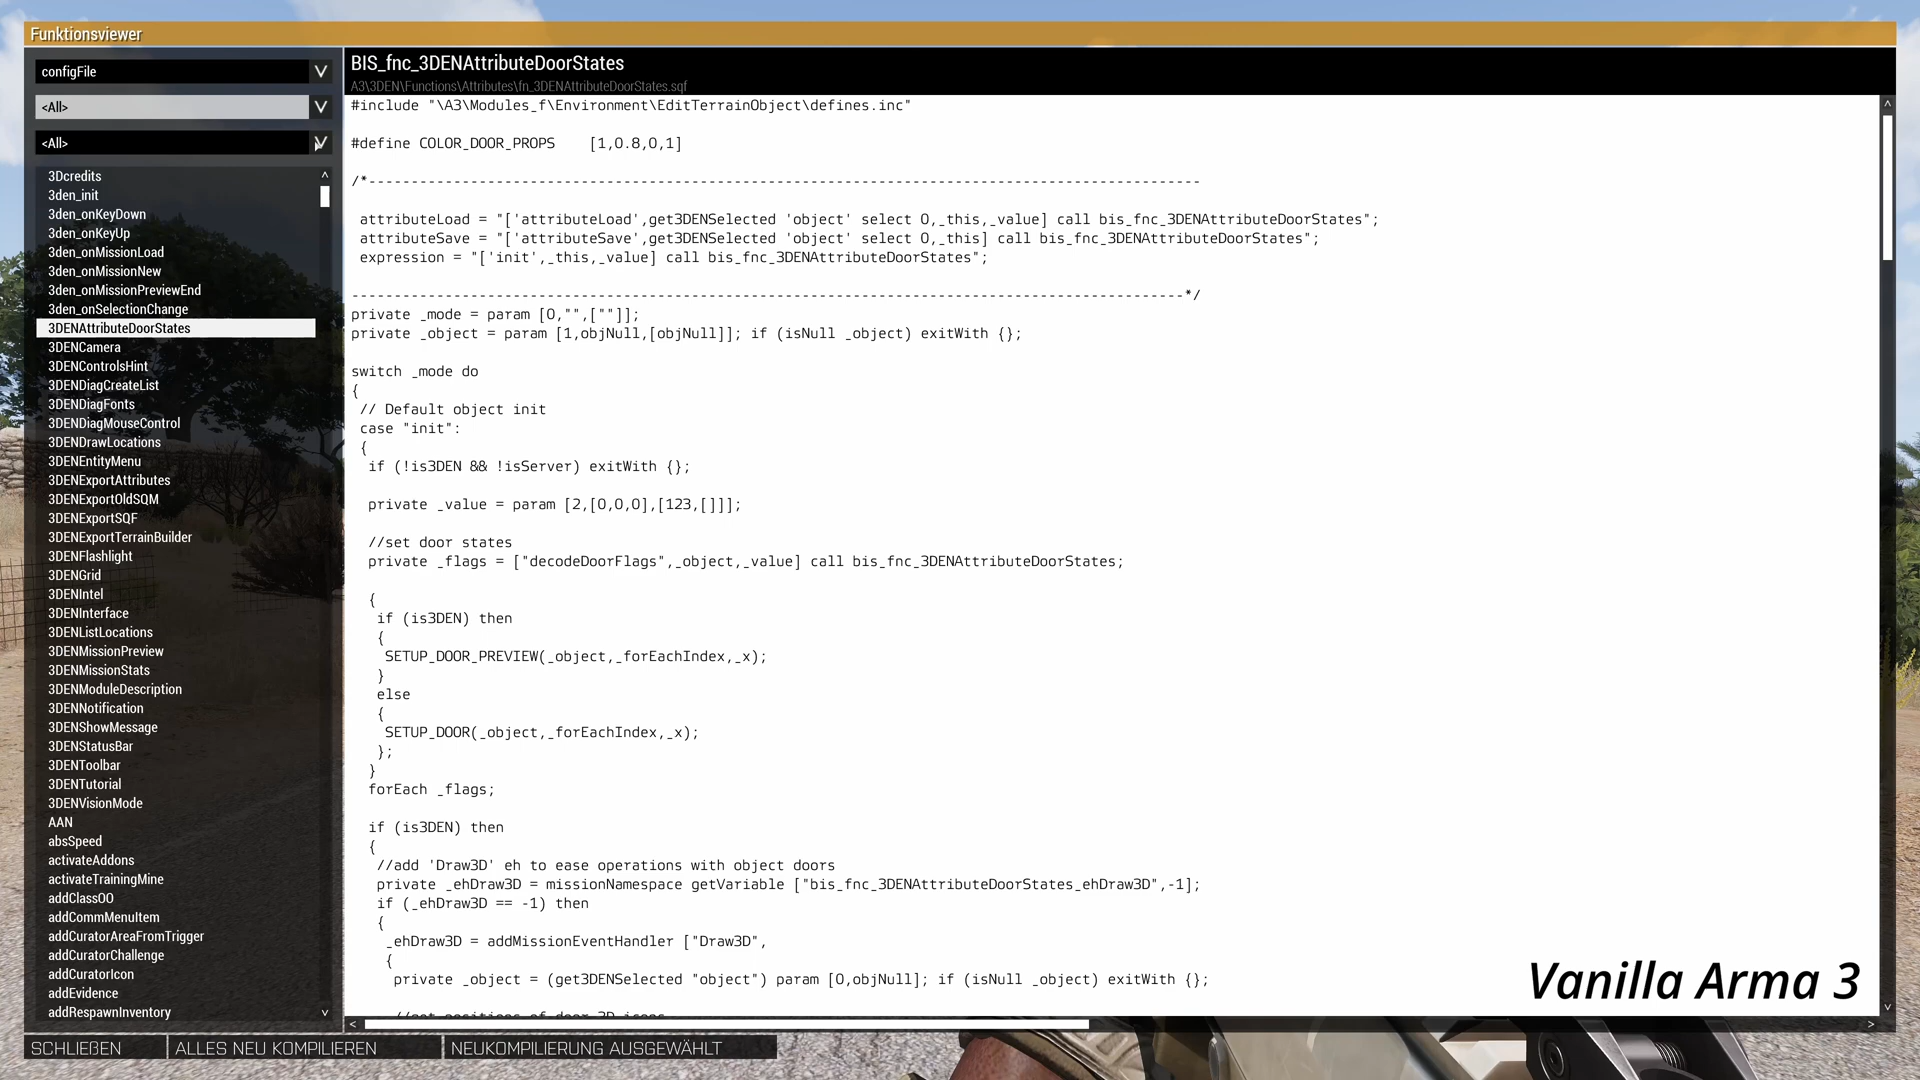 Funktionsviewer
configFile
<All>
<All>
3Dcredits
3den_init
3den_onKeyDown
3den_onKeyUp
3den_onMissionLoad
3den_onMissionNew
3den_onMissionPreviewEnd
3den_onSelectionChange
3DENAttributeDoorStates
3DENCamera
3DENControlsHint
3DENDiagCreateList
3DENDiagFonts
3DENDiagMouseControl
3DENDrawLocations
3DENEntityMenu
3DENExportAttributes
3DENExportOldSQM
3DENExportSQF
3DENExportTerrainBuilder
3DENFlashlight
3DENGrid
3DENIntel
3DENInterface
3DENListLocations
3DENMissionPreview
3DENMissionStats
3DENModuleDescription
3DENNotification
3DENShowMessage
3DENStatusBar
3DENToolbar
3DENTutorial
3DENVisionMode
AAN
absSpeed
activateAddons
activateTrainingMine
addClassOO
addCommMenuItem
addCuratorAreaFromTrigger
addCuratorChallenge
addCuratorIcon
addEvidence
addRespawnInventory
BIS_fnc_3DENAttributeDoorStates
A3\3DEN\Functions\Attributes\fn_3DENAttributeDoorStates.sqf
#include "\A3\Modules_f\Environment\EditTerrainObject\defines.inc"
#define COLOR_DOOR_PROPS    [1,0.8,0,1]
/*--------------------------------------------------------------------------------------------------
attributeLoad = "['attributeLoad',get3DENSelected 'object' select 0,_this,_value] call bis_fnc_3DENAttributeDoorStates";
attributeSave = "['attributeSave',get3DENSelected 'object' select 0,_this] call bis_fnc_3DENAttributeDoorStates";
expression = "['init',_this,_value] call bis_fnc_3DENAttributeDoorStates";
--------------------------------------------------------------------------------------------------*/
private _mode = param [0,"",[""]];
private _object = param [1,objNull,[objNull]]; if (isNull _object) exitWith {};
switch _mode do
{
// Default object init
case "init":
{
if (!is3DEN && !isServer) exitWith {};
private _value = param [2,[0,0,0],[123,[]]];
//set door states
private _flags = ["decodeDoorFlags",_object,_value] call bis_fnc_3DENAttributeDoorStates;
{
if (is3DEN) then
{
SETUP_DOOR_PREVIEW(_object,_forEachIndex,_x);
}
else
{
SETUP_DOOR(_object,_forEachIndex,_x);
};
}
forEach _flags;
if (is3DEN) then
{
//add 'Draw3D' eh to ease operations with object doors
private _ehDraw3D = missionNamespace getVariable ["bis_fnc_3DENAttributeDoorStates_ehDraw3D",-1];
if (_ehDraw3D == -1) then
{
_ehDraw3D = addMissionEventHandler ["Draw3D",
{
private _object = (get3DENSelected "object") param [0,objNull]; if (isNull _object) exitWith {};
Vanilla Arma 3
SCHLIEẞEN
ALLES NEU KOMPILIEREN
NEUKOMPILIERUNG AUSGEWÄHLT